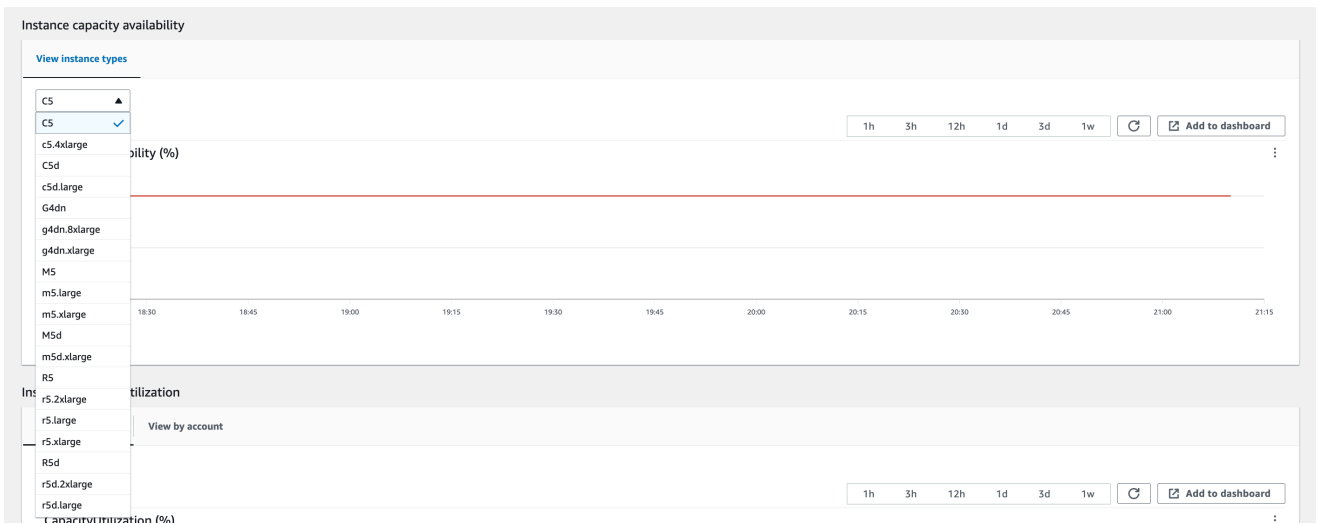 Instance capacity availability
View instance types
C5
C5
1h 3h 12h 1d 3d 1w Add to dashboard
c5.4xlarge
bility (%)
C5d
c5d.large
G4dn
g4dn.8xlarge
g4dn.xlarge
M5
m5.large
m5.xlarge
18:30 18:45 19:00 19:15 19:30 19:45 20:00 20:15 20:30 20:45 21:00 21:15
M5d
m5d.xlarge
R5
Ins tilization
r5.2xlarge
r5.large
View by account
r5.xlarge
R5d
r5d.2xlarge
1h 3h 12h 1d 3d 1w Add to dashboard
r5d.large
CapacityUtilization (%)